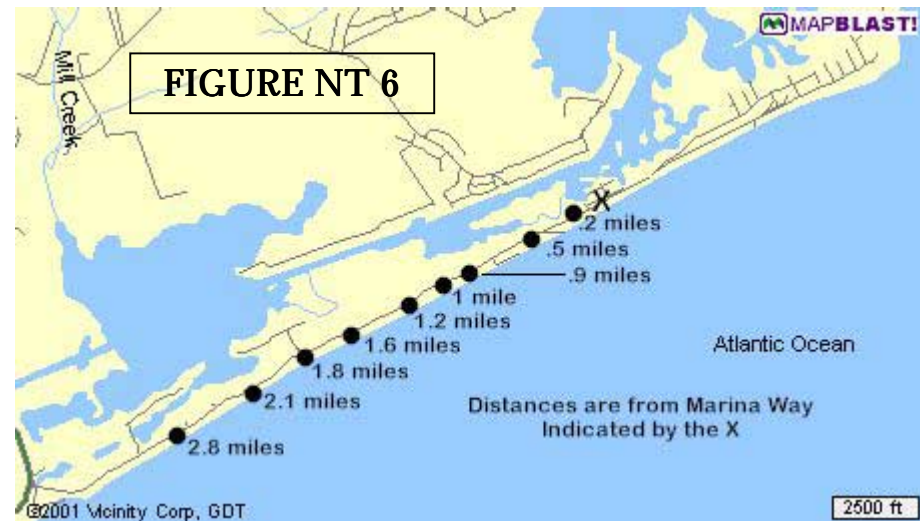 MAPBLAST!
FIGURE NT 6
Mill Creek
X
.2 miles
.5 miles
.9 miles
1 mile
1.2 miles
1.6 miles
1.8 miles
2.1 miles
2.8 miles
Atlantic Ocean
Distances are from Marina Way
Indicated by the X
©2001 Vicinity Corp, GDT
2500 ft